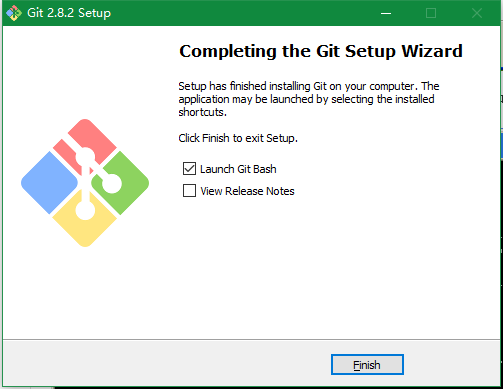 Git 2.8.2 Setup
Completing the Git Setup Wizard
Setup has finished installing Git on your computer. The
application may be launched by selecting the installed
shortcuts.
Click Finish to exit Setup.
Launch Git Bash
View Release Notes
Finish